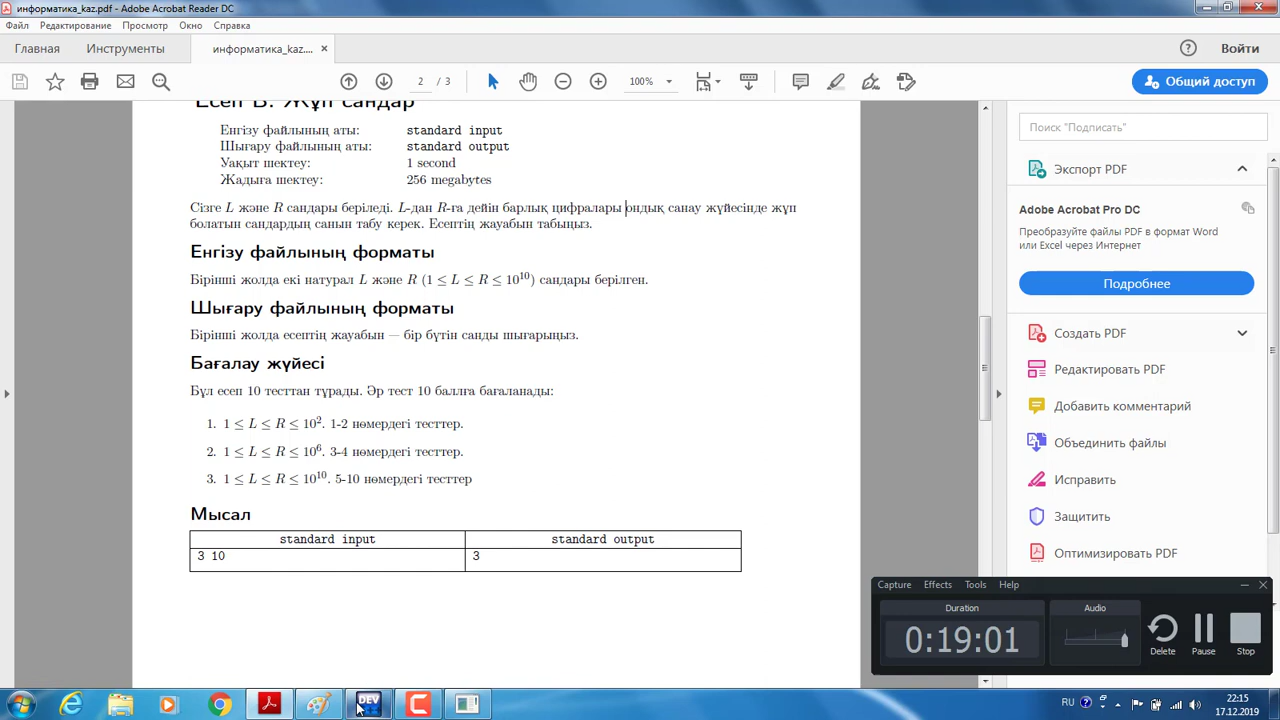 информатика_kaz.pdf - Adobe Acrobat Reader DC
Файл Редактирование Просмотр Окно Справка
Главная Инструменты информатика_kaz.... × Войти
2 / 3 100% Общий доступ
Есеп B. Жұп сандар
Енгізу файлының аты: standard input
Шығару файлының аты: standard output
Уақыт шектеу: 1 second
Жадыға шектеу: 256 megabytes
Сізге L және R сандары беріледі. L-дан R-ға дейін барлық цифралары ондық санау жүйесінде жұп
болатын сандардың санын табу керек. Есептің жауабын табыңыз.
Енгізу файлының форматы
Бірінші жолда екі натурал L және R (1 ≤ L ≤ R ≤ 10¹⁰) сандары берілген.
Шығару файлының форматы
Бірінші жолда есептің жауабын — бір бүтін санды шығарыңыз.
Бағалау жүйесі
Бұл есеп 10 тесттан тұрады. Әр тест 10 баллға бағаланады:
1. 1 ≤ L ≤ R ≤ 10². 1-2 нөмердегі тесттер.
2. 1 ≤ L ≤ R ≤ 10⁶. 3-4 нөмердегі тесттер.
3. 1 ≤ L ≤ R ≤ 10¹⁰. 5-10 нөмердегі тесттер
Мысал
standard input standard output
3 10 3
Поиск "Подписать"
Экспорт PDF
Adobe Acrobat Pro DC
Преобразуйте файлы PDF в формат Word
или Excel через Интернет
Подробнее
Создать PDF
Редактировать PDF
Добавить комментарий
Объединить файлы
Исправить
Защитить
Оптимизировать PDF
Capture Effects Tools Help
Duration Audio
0:19:01
Delete Pause Stop
DEV
RU 22:15
17.12.2019